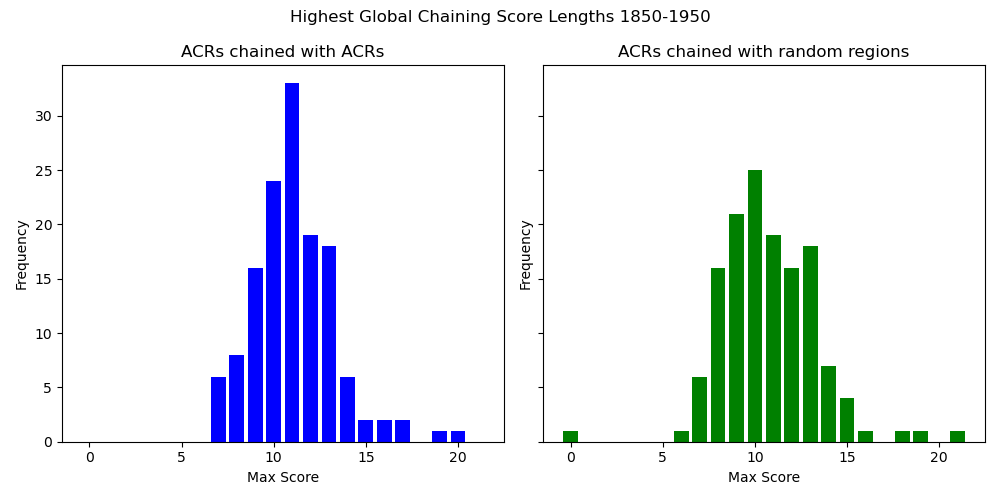 Highest Global Chaining Score Lengths 1850-1950
ACRs chained with ACRs
Frequency
30
25
20
15
10
5
0
0 5 10 15 20
Max Score
ACRs chained with random regions
Frequency
0 5 10 15 20
Max Score